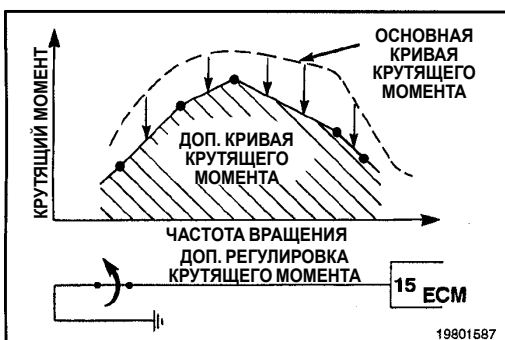 ОСНОВНАЯ
КРИВАЯ
КРУТЯЩЕГО
МОМЕНТА
КРУТЯЩИЙ МОМЕНТ
ДОП. КРИВАЯ
КРУТЯЩЕГО
МОМЕНТА
ЧАСТОТА ВРАЩЕНИЯ
ДОП. РЕГУЛИРОВКА
КРУТЯЩЕГО МОМЕНТА
15 ECM
19801587